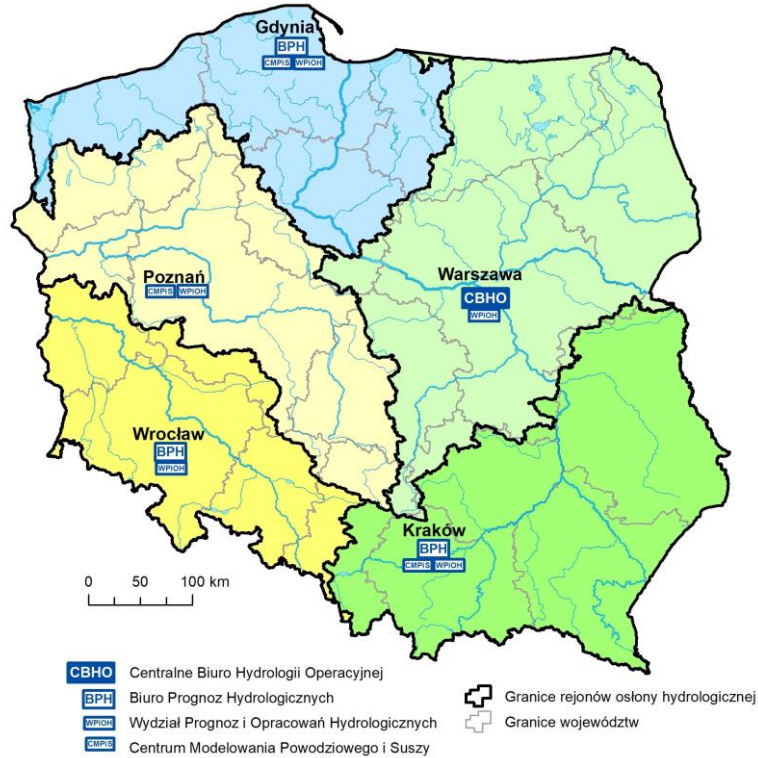 Gdynia
BPH
CMPiS WPiOH
Poznań
CMPiS WPiOH
Warszawa
CBHO
WPiOH
Wrocław
BPH
WPiOH
Kraków
BPH
CMPiS WPiOH
0 50 100 km
CBHO Centralne Biuro Hydrologii Operacyjnej
BPH Biuro Prognoz Hydrologicznych
WPiOH Wydział Prognoz i Opracowań Hydrologicznych
CMPiS Centrum Modelowania Powodziowego i Suszy
Granice rejonów osłony hydrologicznej
Granice województw